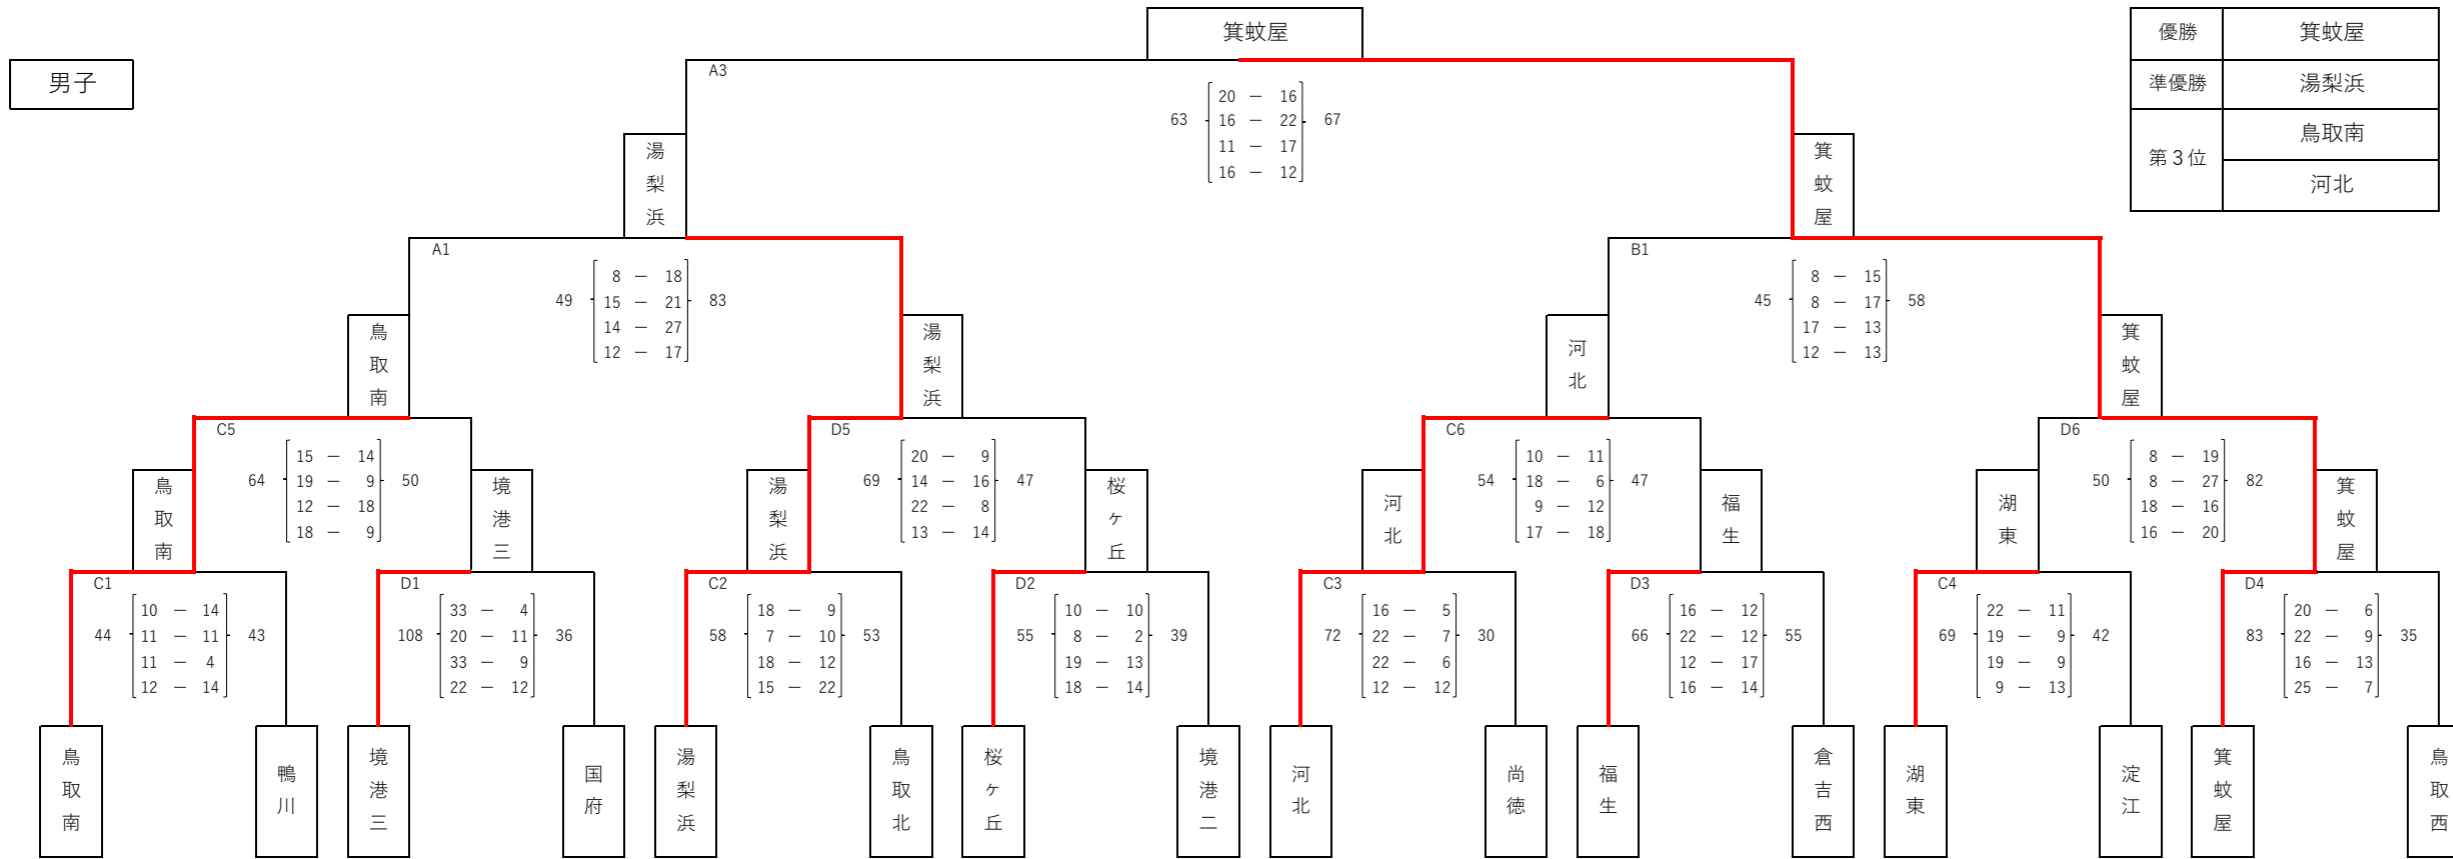 箕蚊屋
優勝 箕蚊屋
準優勝 湯梨浜
第3位 鳥取南
河北
男子
A3
63 67
20 － 16
16 － 22
11 － 17
16 － 12
湯梨浜
箕蚊屋
A1
49 83
8 － 18
15 － 21
14 － 27
12 － 17
B1
45 58
8 － 15
8 － 17
17 － 13
12 － 13
鳥取南
湯梨浜
河北
箕蚊屋
C5
64 50
15 － 14
19 － 9
12 － 18
18 － 9
D5
69 47
20 － 9
14 － 16
22 － 8
13 － 14
C6
54 47
10 － 11
18 － 6
9 － 12
17 － 18
D6
50 82
8 － 19
8 － 27
18 － 16
16 － 20
鳥取南
境港三
湯梨浜
桜ヶ丘
河北
福生
湖東
箕蚊屋
C1
44 43
10 － 14
11 － 11
11 － 4
12 － 14
D1
108 36
33 － 4
20 － 11
33 － 9
22 － 12
C2
58 53
18 － 9
7 － 10
18 － 12
15 － 22
D2
55 39
10 － 10
8 － 2
19 － 13
18 － 14
C3
72 30
16 － 5
22 － 7
22 － 6
12 － 12
D3
66 55
16 － 12
22 － 12
12 － 17
16 － 14
C4
69 42
22 － 11
19 － 9
19 － 9
9 － 13
D4
83 35
20 － 6
22 － 9
16 － 13
25 － 7
鳥取南
鴨川
境港三
国府
湯梨浜
鳥取北
桜ヶ丘
境港二
河北
尚徳
福生
倉吉西
湖東
淀江
箕蚊屋
鳥取西